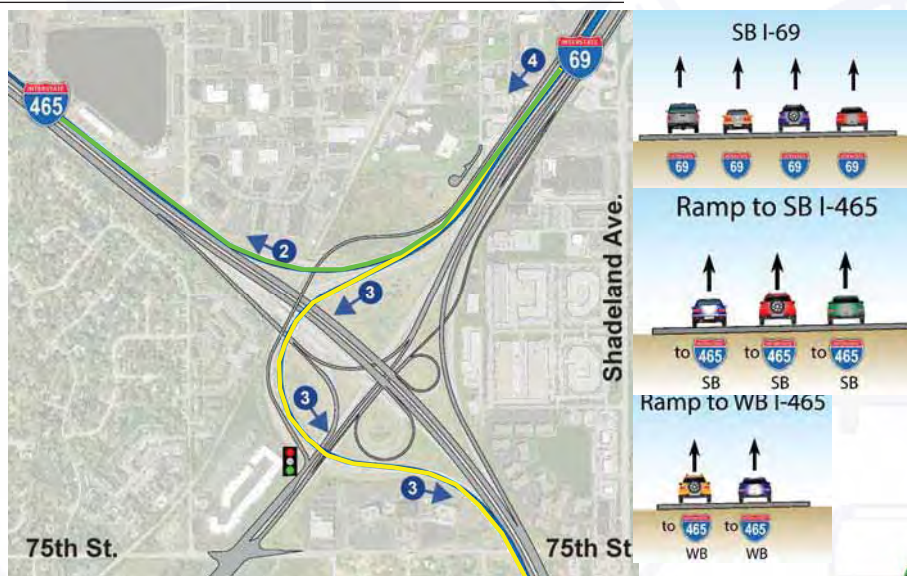 INTERSTATE
465
INTERSTATE
69
4
2
3
3
3
Shadeland Ave.
75th St.
75th St
SB I-69
69 69 69 69
Ramp to SB I-465
to 465 to 465 to 465
SB SB SB
Ramp to WB I-465
to 465 to 465
WB WB